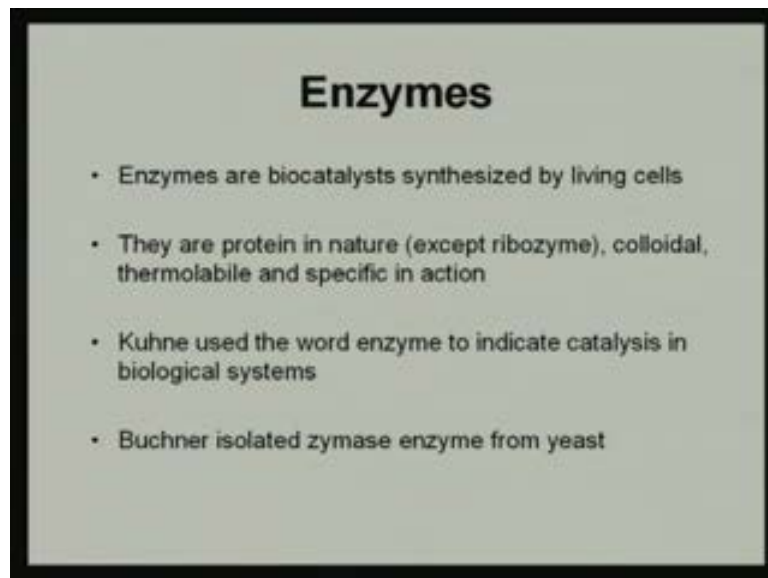 Enzymes
• Enzymes are biocatalysts synthesized by living cells
• They are protein in nature (except ribozyme), colloidal,
thermolabile and specific in action
• Kuhne used the word enzyme to indicate catalysis in
biological systems
• Buchner isolated zymase enzyme from yeast